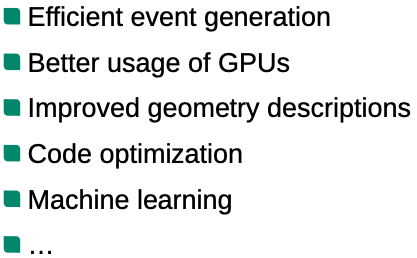 Efficient event generation
Better usage of GPUs
Improved geometry descriptions
Code optimization
Machine learning
...